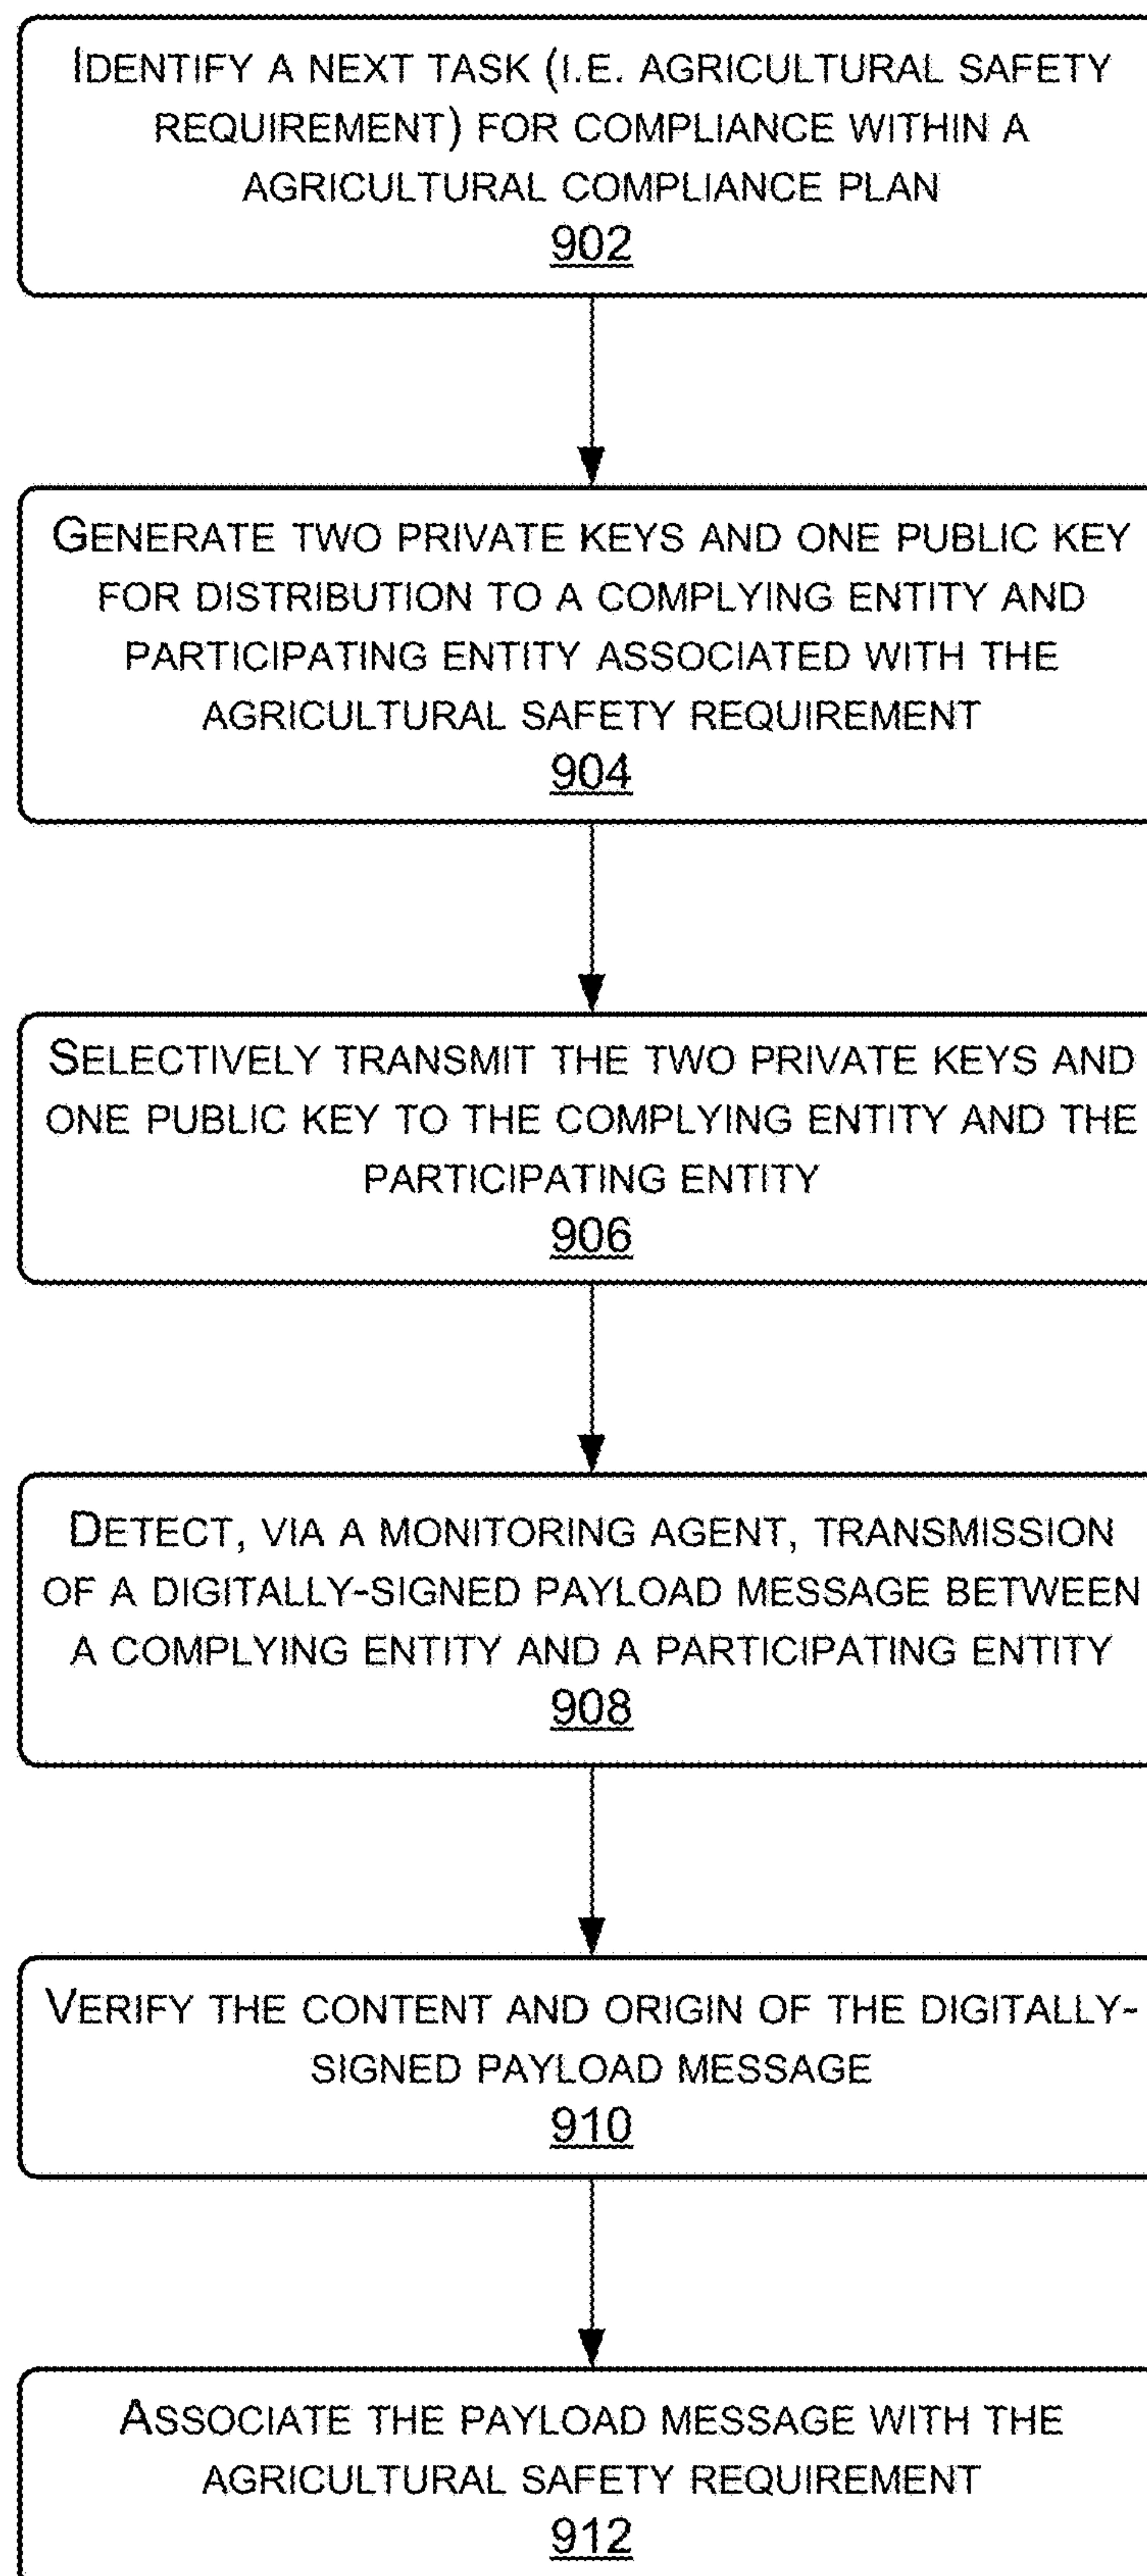 IDENTIFY A NEXT TASK (I.E. AGRICULTURAL SAFETY
REQUIREMENT) FOR COMPLIANCE WITHIN A
AGRICULTURAL COMPLIANCE PLAN
902
GENERATE TWO PRIVATE KEYS AND ONE PUBLIC KEY
FOR DISTRIBUTION TO A COMPLYING ENTITY AND
PARTICIPATING ENTITY ASSOCIATED WITH THE
AGRICULTURAL SAFETY REQUIREMENT
904
SELECTIVELY TRANSMIT THE TWO PRIVATE KEYS AND
ONE PUBLIC KEY TO THE COMPLYING ENTITY AND THE
PARTICIPATING ENTITY
906
DETECT, VIA A MONITORING AGENT, TRANSMISSION
OF A DIGITALLY-SIGNED PAYLOAD MESSAGE BETWEEN
A COMPLYING ENTITY AND A PARTICIPATING ENTITY
908
VERIFY THE CONTENT AND ORIGIN OF THE DIGITALLY-
SIGNED PAYLOAD MESSAGE
910
ASSOCIATE THE PAYLOAD MESSAGE WITH THE
AGRICULTURAL SAFETY REQUIREMENT
912